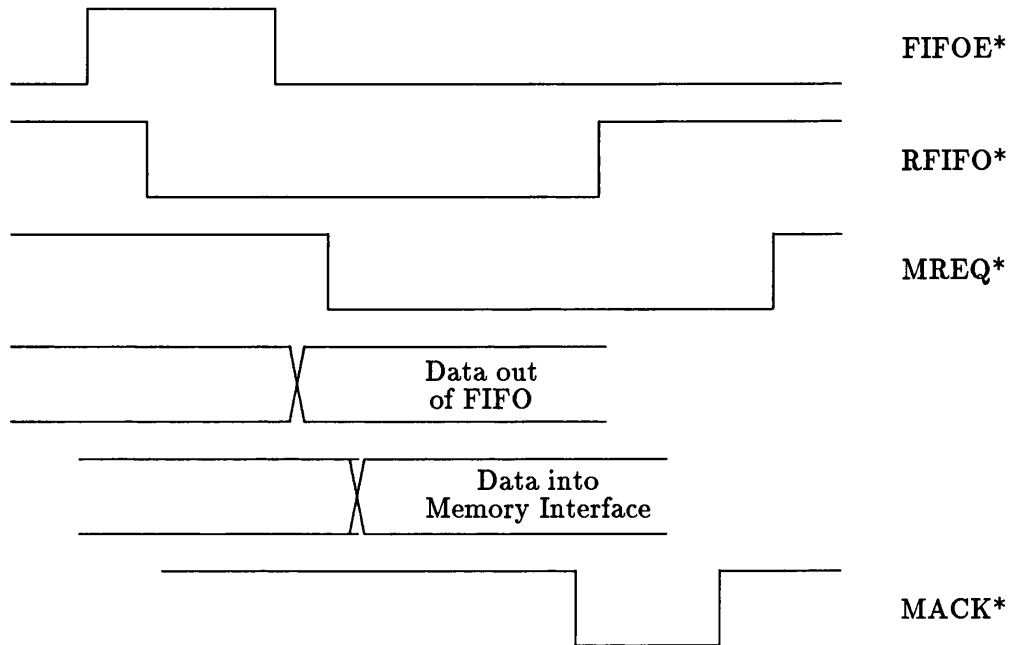 FIFOE*
RFIFO*
MREQ*
Data out
of FIFO
Data into
Memory Interface
MACK*